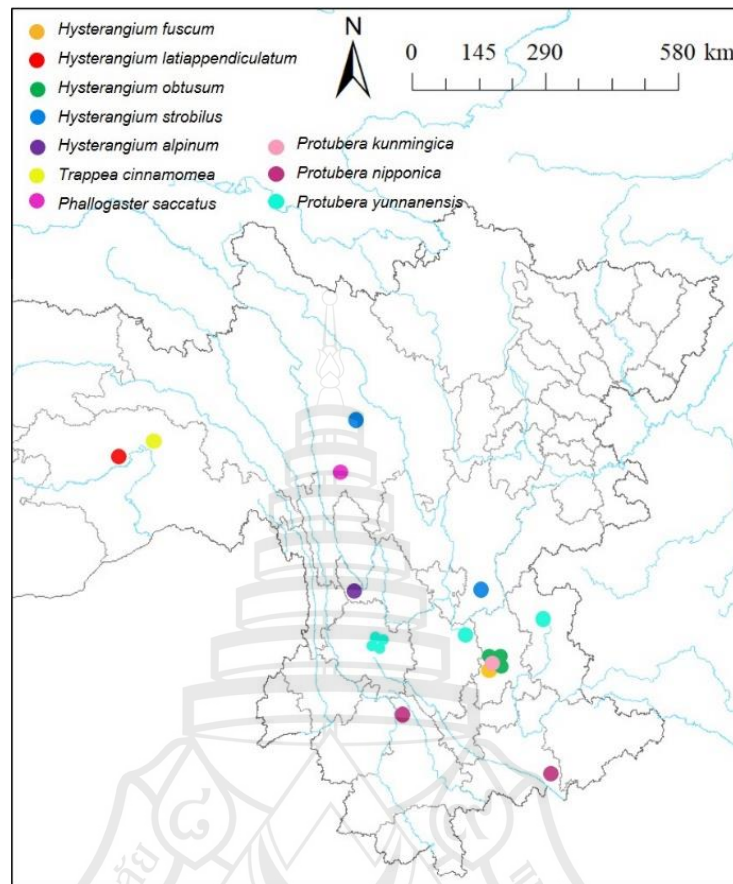 Hysterangium fuscum
Hysterangium latiappendiculatum
Hysterangium obtusum
Hysterangium strobilus
Hysterangium alpinum
Trappea cinnamomea
Phallogaster saccatus
Protubera kunmingica
Protubera nipponica
Protubera yunnanensis
N
0 145 290 580 km